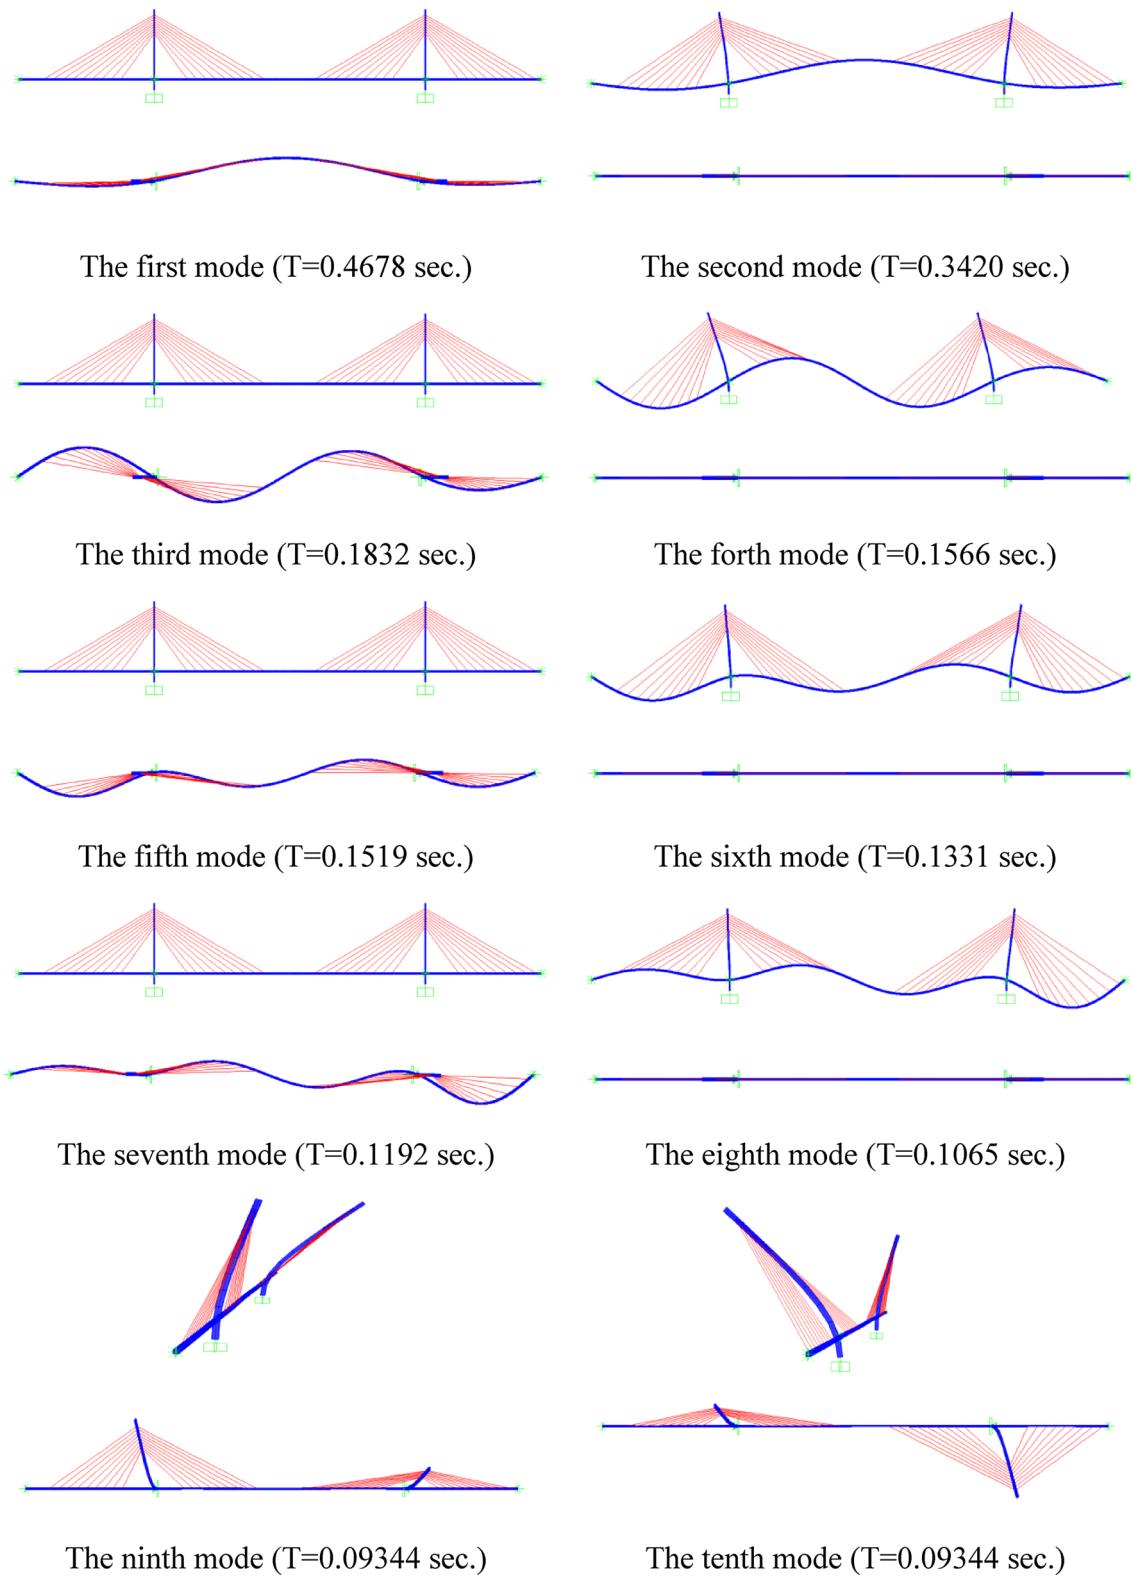 The first mode (T=0.4678 sec.)
The second mode (T=0.3420 sec.)
The third mode (T=0.1832 sec.)
The forth mode (T=0.1566 sec.)
The fifth mode (T=0.1519 sec.)
The sixth mode (T=0.1331 sec.)
The seventh mode (T=0.1192 sec.)
The eighth mode (T=0.1065 sec.)
The ninth mode (T=0.09344 sec.)
The tenth mode (T=0.09344 sec.)